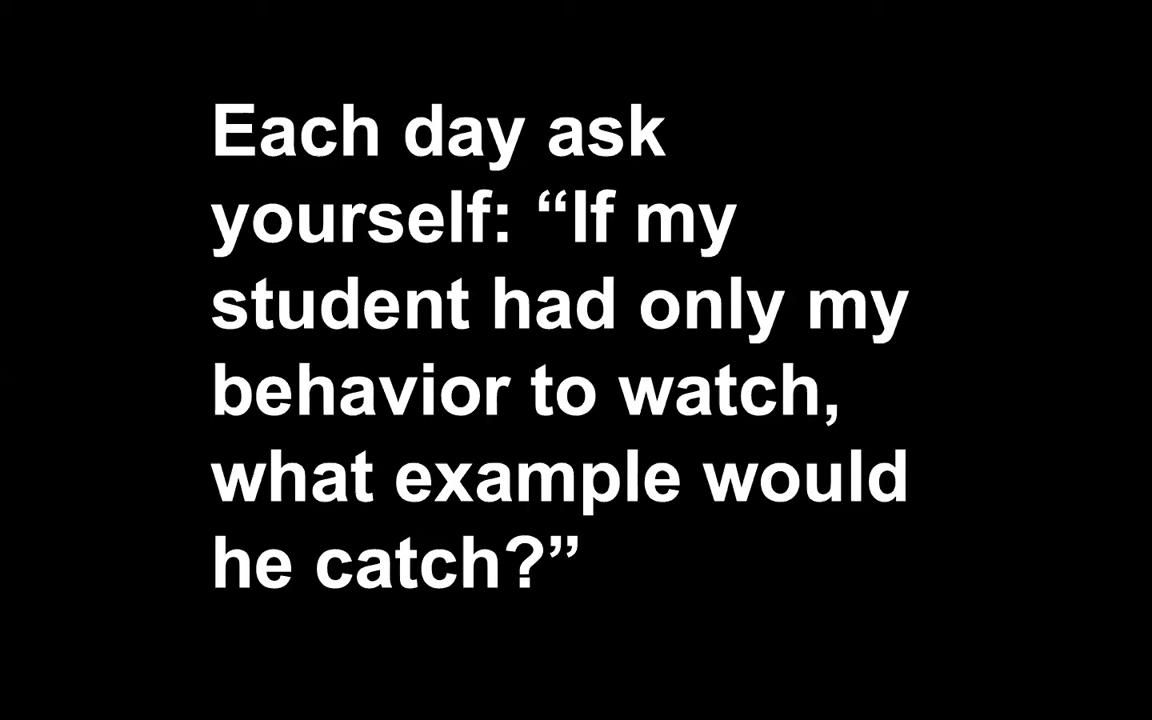 Each day ask
yourself: “If my
student had only my
behavior to watch,
what example would
he catch?”